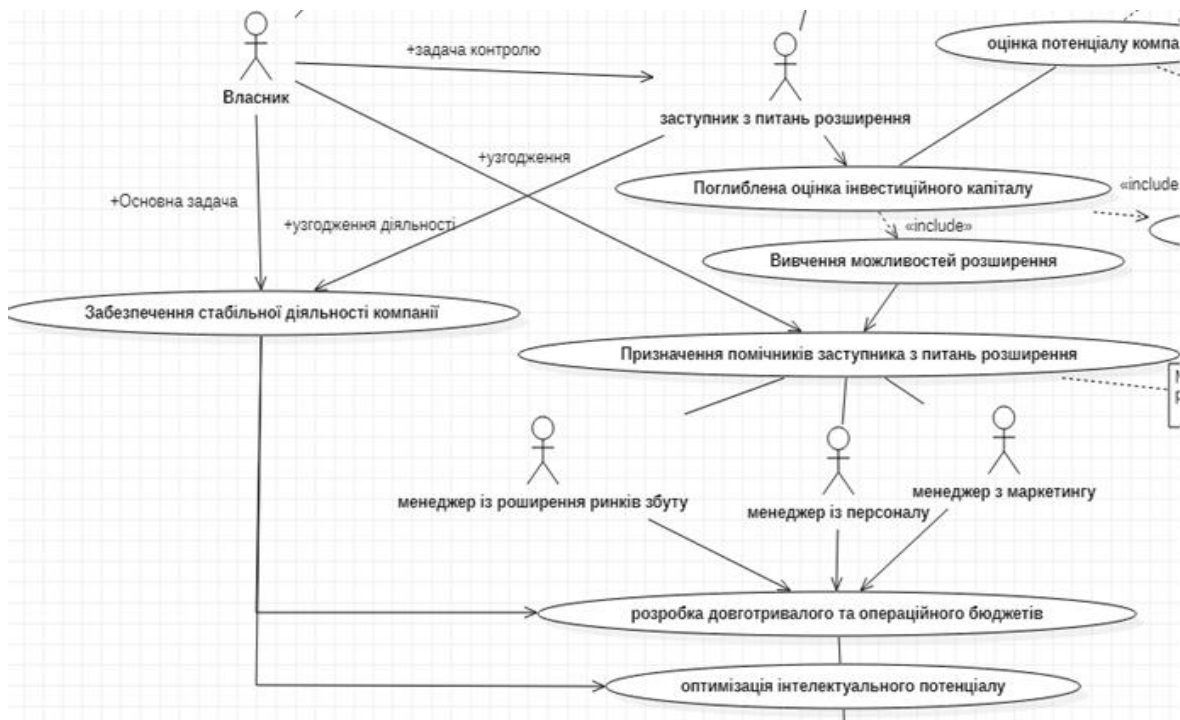 +задача контролю
оцінка потенціалу
Власник
заступник з питань розширення
+узгодження
Поглиблена оцінка інвестиційного капіталу
«include
+Основна задача
+узгодження діяльності
«include»
Вивчення можливостей розширення
Забезпечення стабільної діяльності компанії
Призначення помічників заступника з питань розширення
менеджер з маркетингу
менеджер із роширення ринків збуту
менеджер із персоналу
розробка довготривалого та операційного бюджетів
оптимізація інтелектуального потенціалу